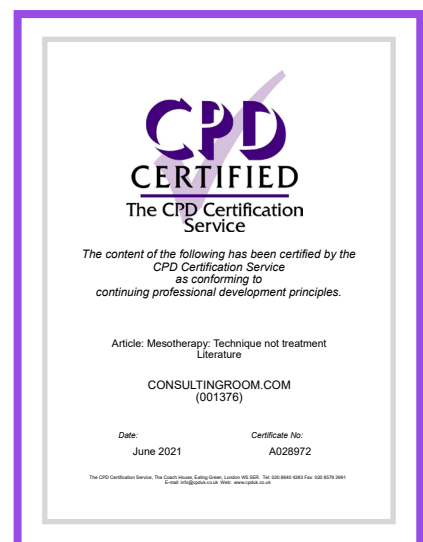 CPD
CERTIFIED
The CPD Certification
Service
The content of the following has been certified by the
CPD Certification Service
as conforming to
continuing professional development principles.
Article: Mesotherapy: Technique not treatment
Literature
CONSULTINGROOM.COM
(001376)
Date: Certificate No:
June 2021 A028972
The CPD Certification Service, The Coach House, Ealing Green, London W5 5ER. Tel: 020 8840 4383 Fax: 020 8579 3991
E-mail: info@cpduk.co.uk Web: www.cpduk.co.uk